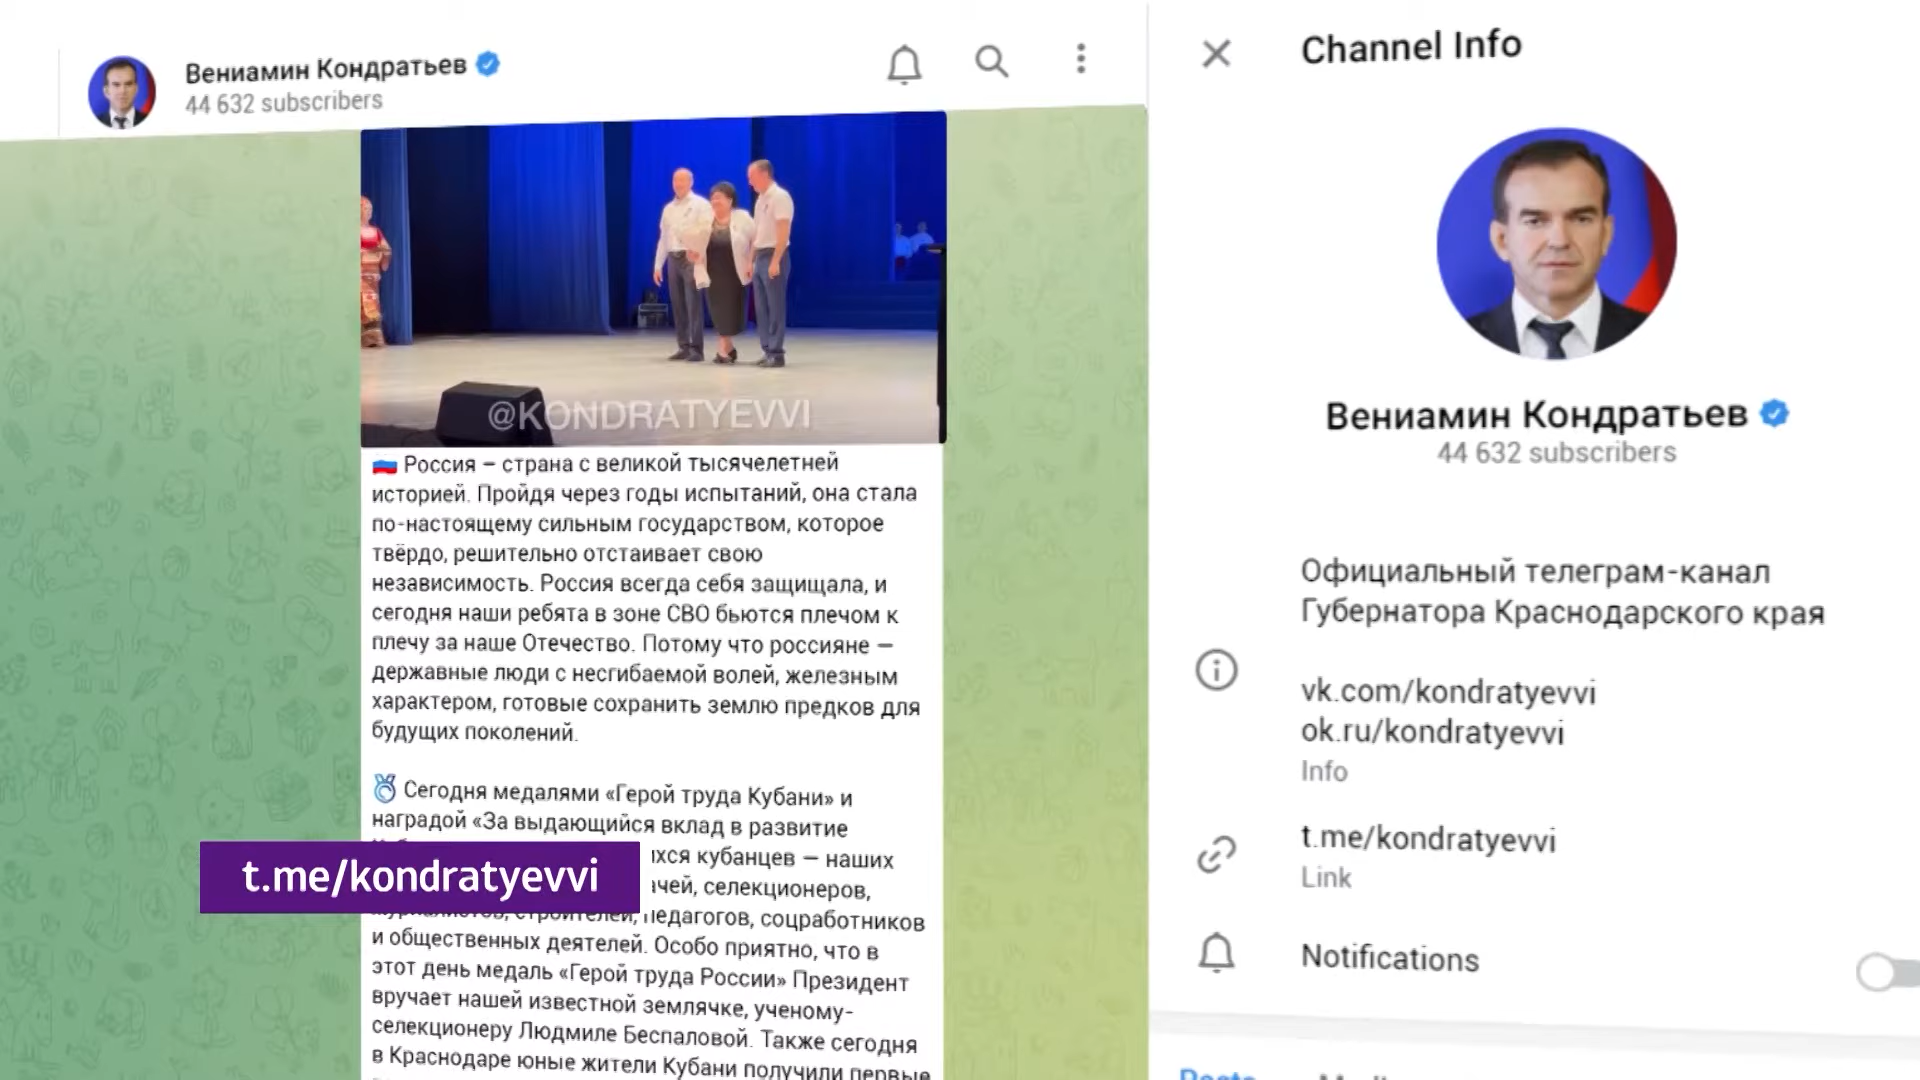 Вениамин Кондратьев
44 632 subscribers
@KONDRATYEVVI
Россия – страна с великой тысячелетней
историей. Пройдя через годы испытаний, она стала
по-настоящему сильным государством, которое
твёрдо, решительно отстаивает свою
независимость. Россия всегда себя защищала, и
сегодня наши ребята в зоне СВО бьются плечом к
плечу за наше Отечество. Потому что россияне –
державные люди с несгибаемой волей, железным
характером, готовые сохранить землю предков для
будущих поколений.
Сегодня медалями «Герой труда Кубани» и
наградой «За выдающийся вклад в развитие
кубанцев – наших
селекционеров,
строителей, педагогов, соцработников
и общественных деятелей. Особо приятно, что в
этот день медаль «Герой труда России» Президент
вручает нашей известной землячке, ученому-
селекционеру Людмиле Беспаловой. Также сегодня
в Краснодаре юные жители Кубани получили первые
t.me/kondratyevvi
Channel Info
Вениамин Кондратьев
44 632 subscribers
Официальный телеграм-канал
Губернатора Краснодарского края
vk.com/kondratyevvi
ok.ru/kondratyevvi
Info
t.me/kondratyevvi
Link
Notifications